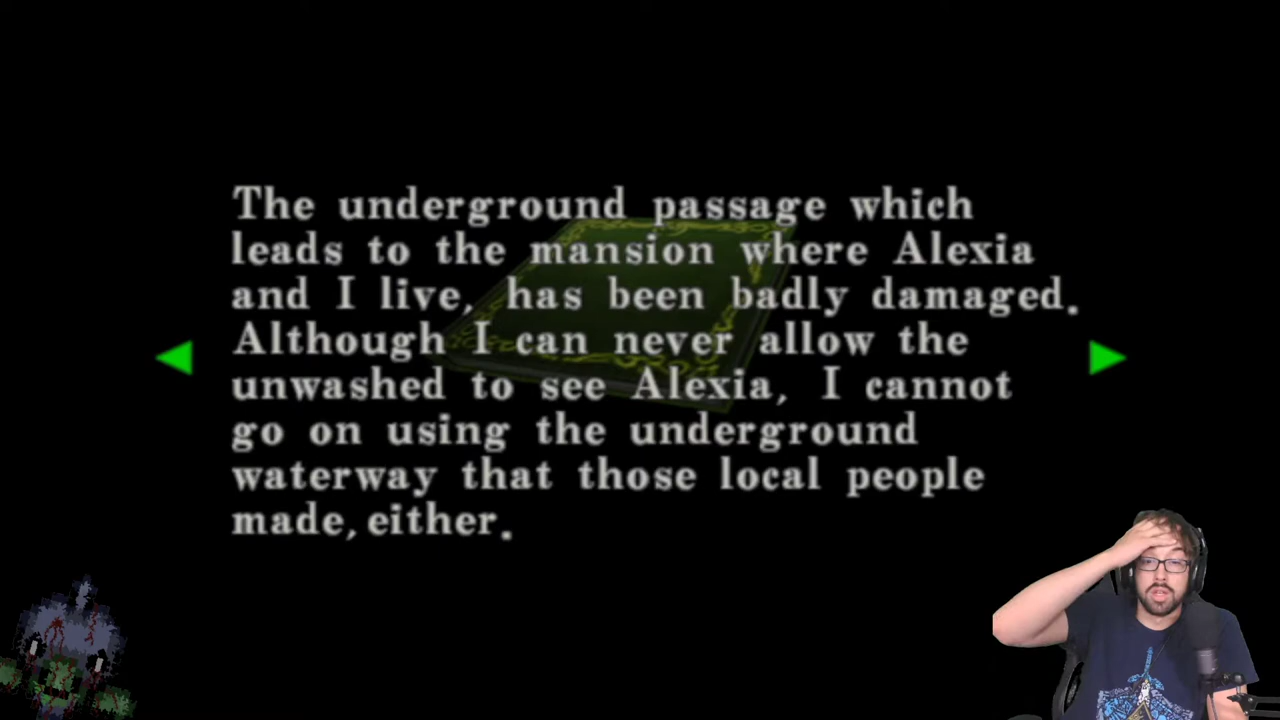 The underground passage which
leads to the mansion where Alexia
and I live, has been badly damaged.
Although I can never allow the
unwashed to see Alexia, I cannot
go on using the underground
waterway that those local people
made, either.